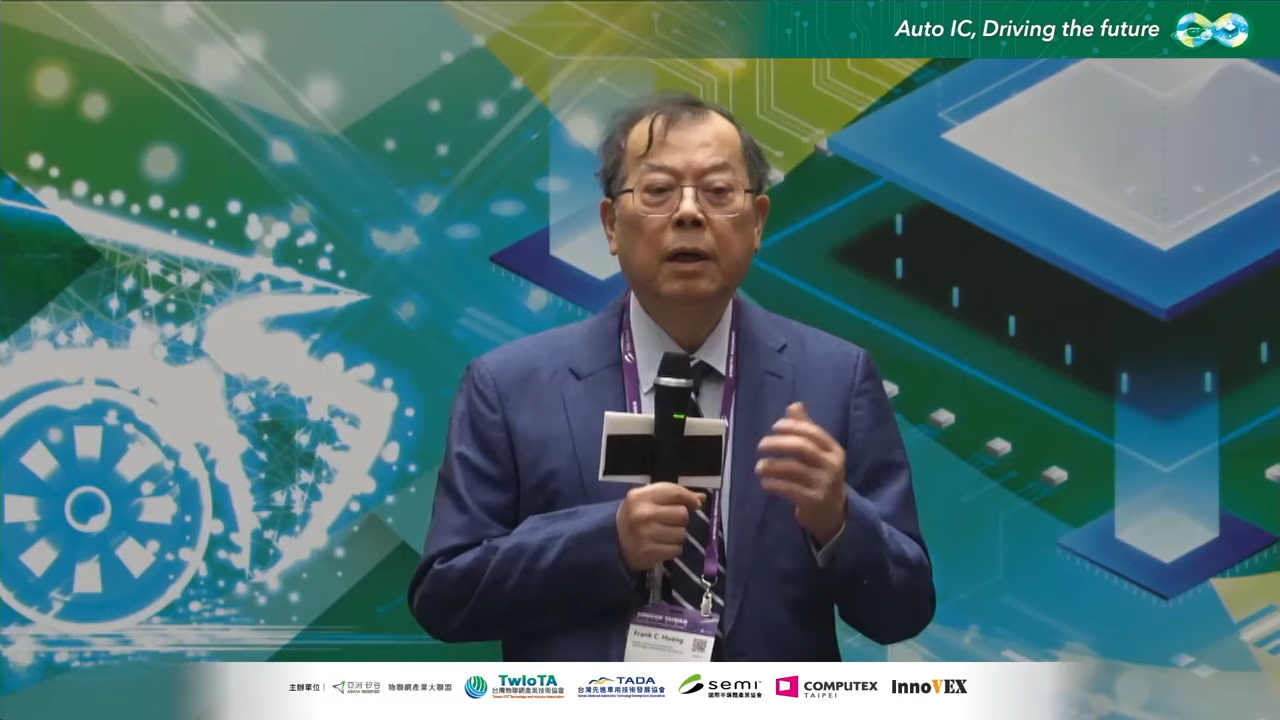 Auto IC, Driving the future
Frank C. Huang
主辦單位
亞洲・矽谷
物聯網產業大聯盟
TwIoTA
台灣物聯網產業技術協會
TADA
台灣先進車用技術發展協會
semi
國際半導體產業協會
COMPUTEX
TAIPEI
InnoVEX